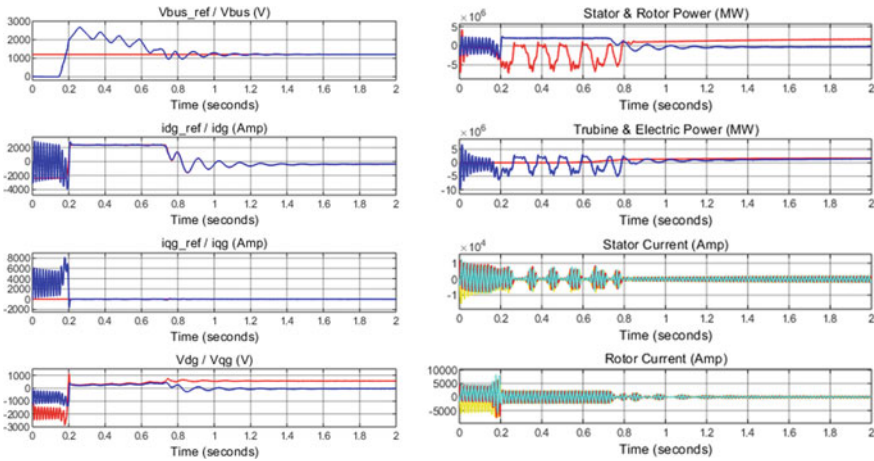 Vbus_ref / Vbus (V)
3000
2000
1000
0
0 0.2 0.4 0.6 0.8 1 1.2 1.4 1.6 1.8 2
Time (seconds)
idg_ref / idg (Amp)
2000
0
-2000
-4000
0 0.2 0.4 0.6 0.8 1 1.2 1.4 1.6 1.8 2
Time (seconds)
iqg_ref / iqg (Amp)
8000
6000
4000
2000
0
-2000
0 0.2 0.4 0.6 0.8 1 1.2 1.4 1.6 1.8 2
Time (seconds)
Vdg / Vqg (V)
1000
0
-1000
-2000
-3000
0 0.2 0.4 0.6 0.8 1 1.2 1.4 1.6 1.8 2
Time (seconds)
×10^6 Stator & Rotor Power (MW)
5
0
-5
0 0.2 0.4 0.6 0.8 1 1.2 1.4 1.6 1.8 2
Time (seconds)
×10^6 Trubine & Electric Power (MW)
5
0
-5
-10
0 0.2 0.4 0.6 0.8 1 1.2 1.4 1.6 1.8 2
Time (seconds)
×10^4 Stator Current (Amp)
1
0
-1
0 0.2 0.4 0.6 0.8 1 1.2 1.4 1.6 1.8 2
Time (seconds)
Rotor Current (Amp)
10000
5000
0
-5000
0 0.2 0.4 0.6 0.8 1 1.2 1.4 1.6 1.8 2
Time (seconds)